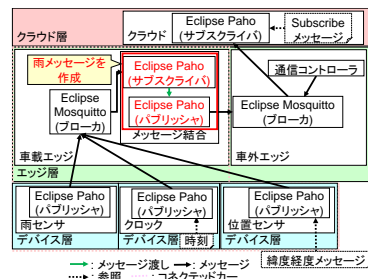 クラウド層
クラウド
Eclipse Paho
(サブスクライバ)
Subscribe
メッセージ
雨メッセージを
作成
Eclipse Paho
(サブスクライバ)
Eclipse Paho
(パブリッシャ)
メッセージ結合
Eclipse
Mosquitto
(ブローカ)
車載エッジ
通信コントローラ
Eclipse Mosquitto
(ブローカ)
車外エッジ
エッジ層
Eclipse Paho
(パブリッシャ)
雨センサ
デバイス層
Eclipse Paho
(パブリッシャ)
クロック
時刻
デバイス層
Eclipse Paho
(パブリッシャ)
位置センサ
デバイス層
緯度経度メッセージ
: メッセージ渡し
: メッセージ
: 参照
: コネクテッドカー